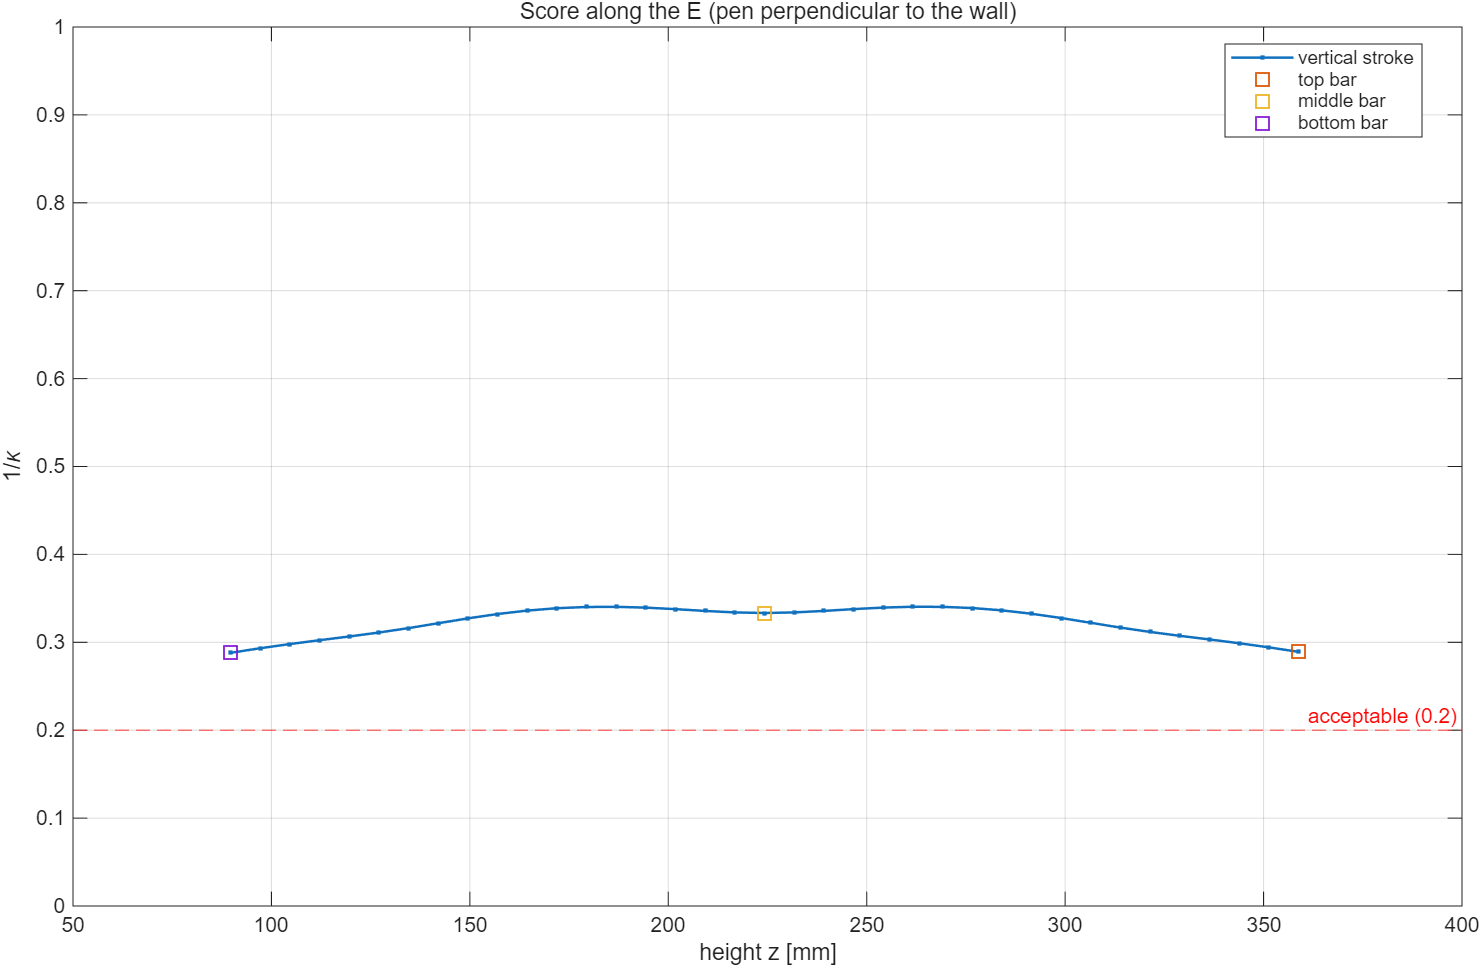 Score along the E (pen perpendicular to the wall)
vertical stroke
top bar
middle bar
bottom bar
1
0.9
0.8
0.7
0.6
0.5
0.4
0.3
0.2
0.1
0
1/κ
acceptable (0.2)
50 100 150 200 250 300 350 400
height z [mm]